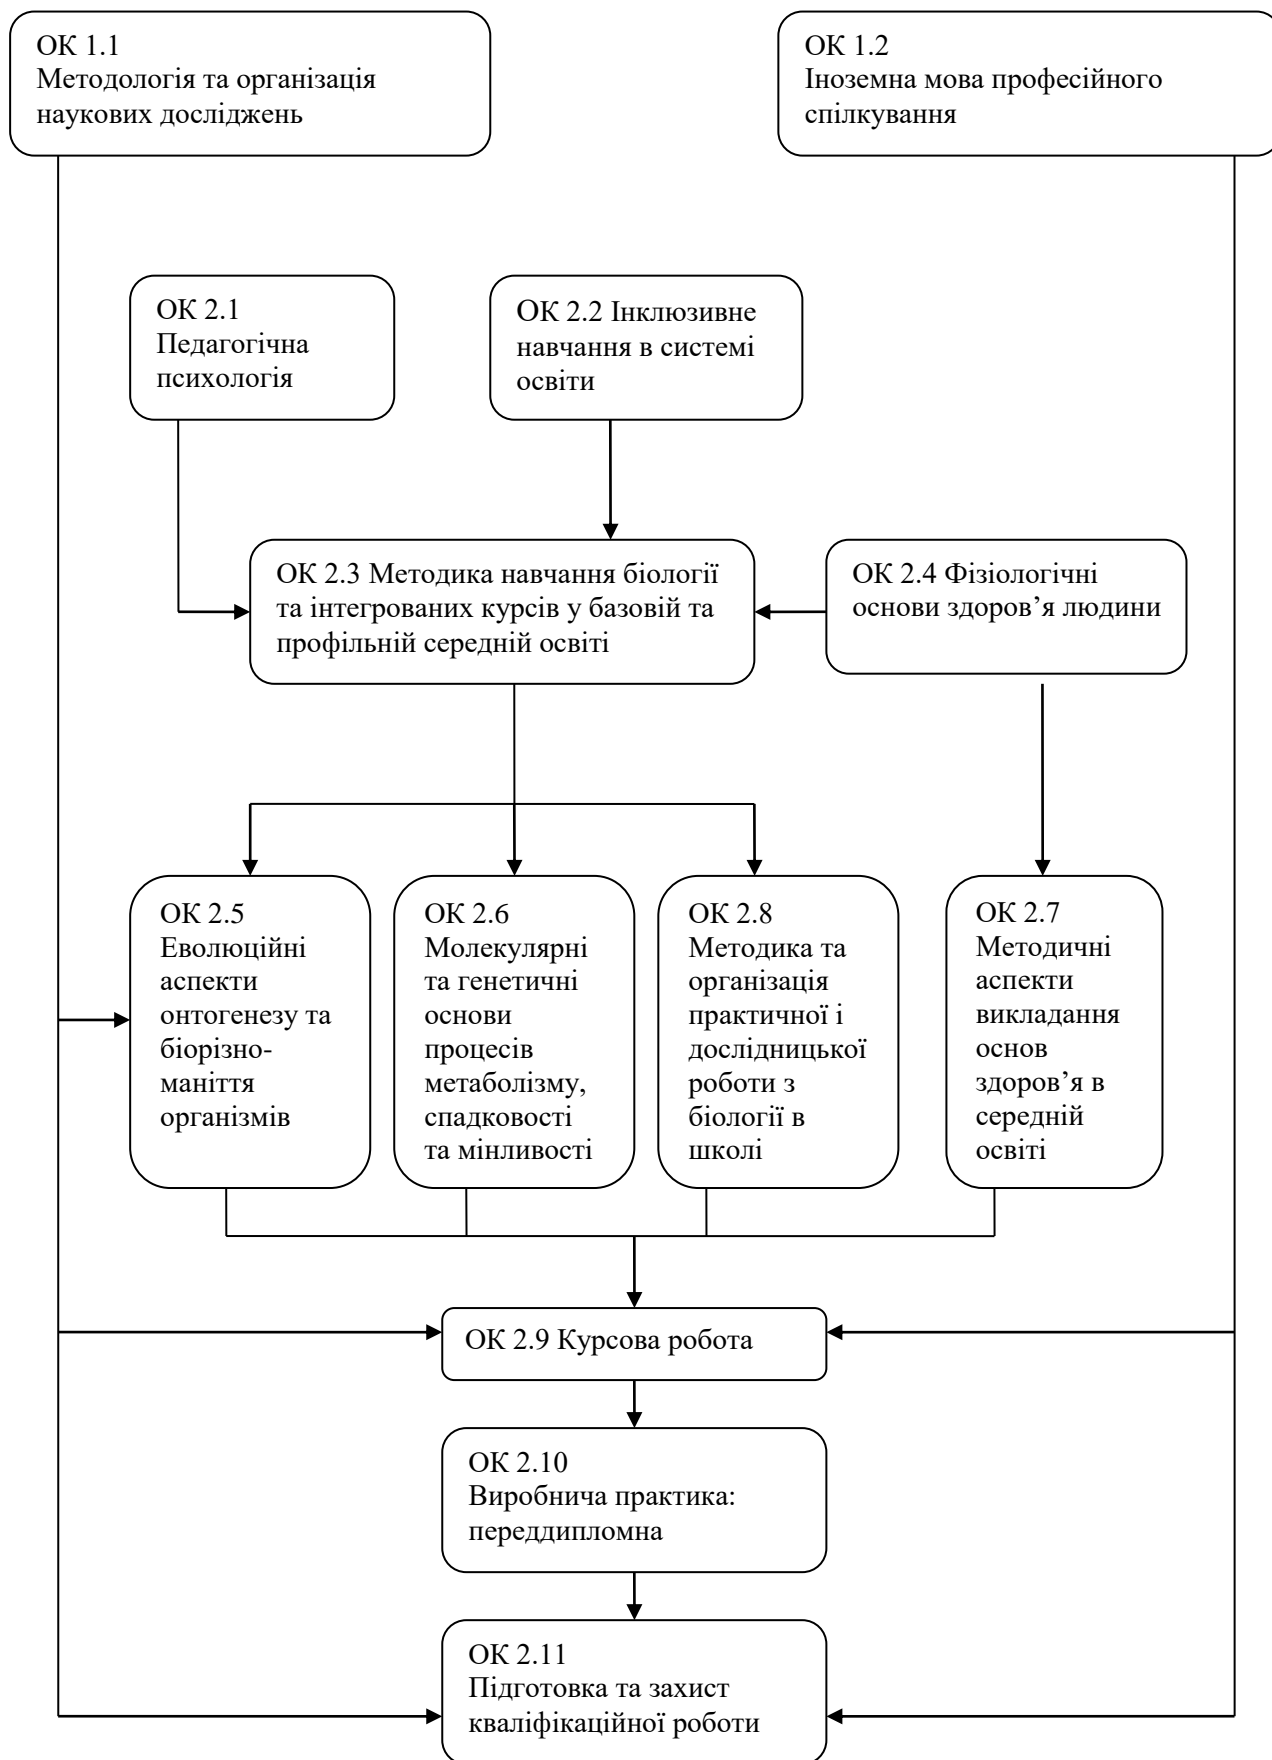 ОК 1.1
Методологія та організація
наукових досліджень
ОК 1.2
Іноземна мова професійного
спілкування
ОК 2.1
Педагогічна
психологія
ОК 2.2 Інклюзивне
навчання в системі
освіти
ОК 2.3 Методика навчання біології
та інтегрованих курсів у базовій та
профільній середній освіті
ОК 2.4 Фізіологічні
основи здоров’я людини
ОК 2.5
Еволюційні
аспекти
онтогенезу та
біорізно-
маніття
організмів
ОК 2.6
Молекулярні
та генетичні
основи
процесів
метаболізму,
спадковості
та мінливості
ОК 2.8
Методика та
організація
практичної і
дослідницької
роботи з
біології в
школі
ОК 2.7
Методичні
аспекти
викладання
основ
здоров’я в
середній
освіті
ОК 2.9 Курсова робота
ОК 2.10
Виробнича практика:
переддипломна
ОК 2.11
Підготовка та захист
кваліфікаційної роботи